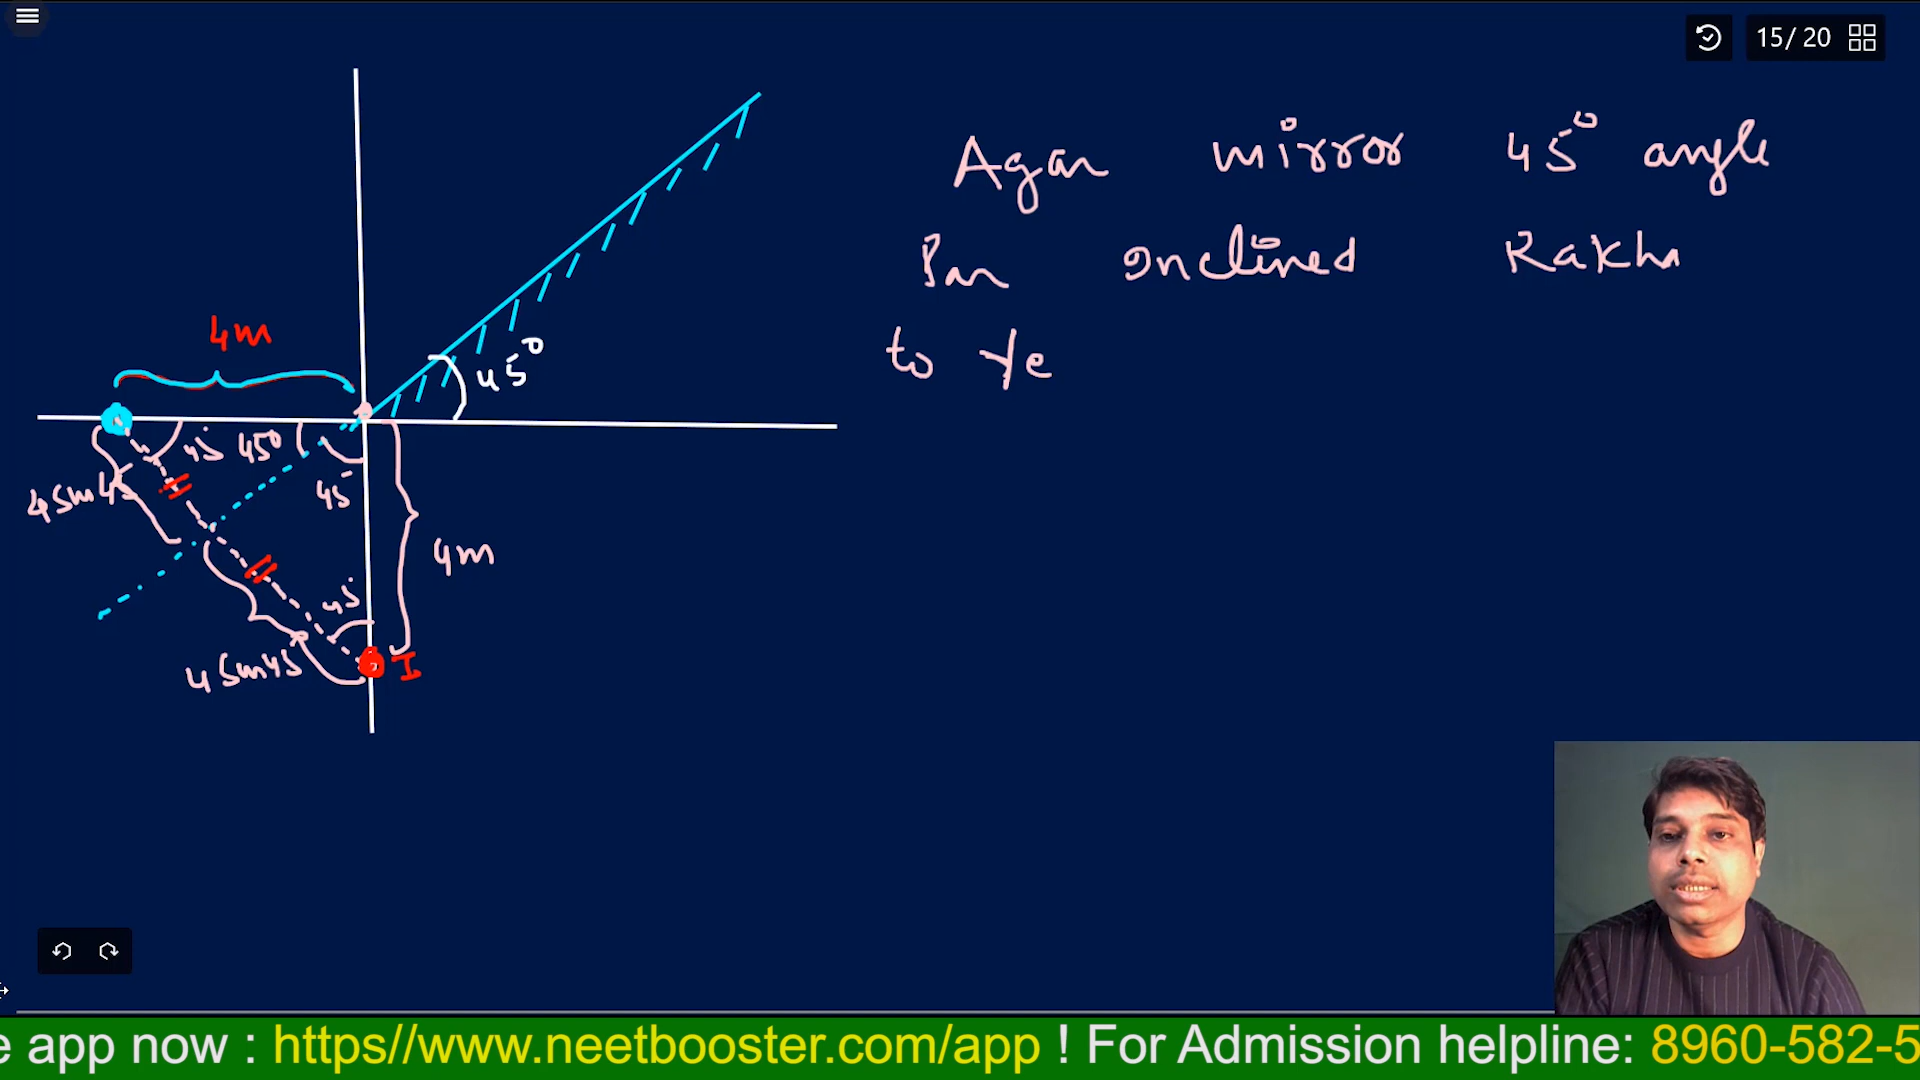 15/ 20
Agar mirror 45° angle
Par inclined Rakha
to ye
4m
45°
45 45° 45
4 Sin 45
4m
45
4 Sin 45
I
e app now : https//www.neetbooster.com/app ! For Admission helpline: 8960-582-5